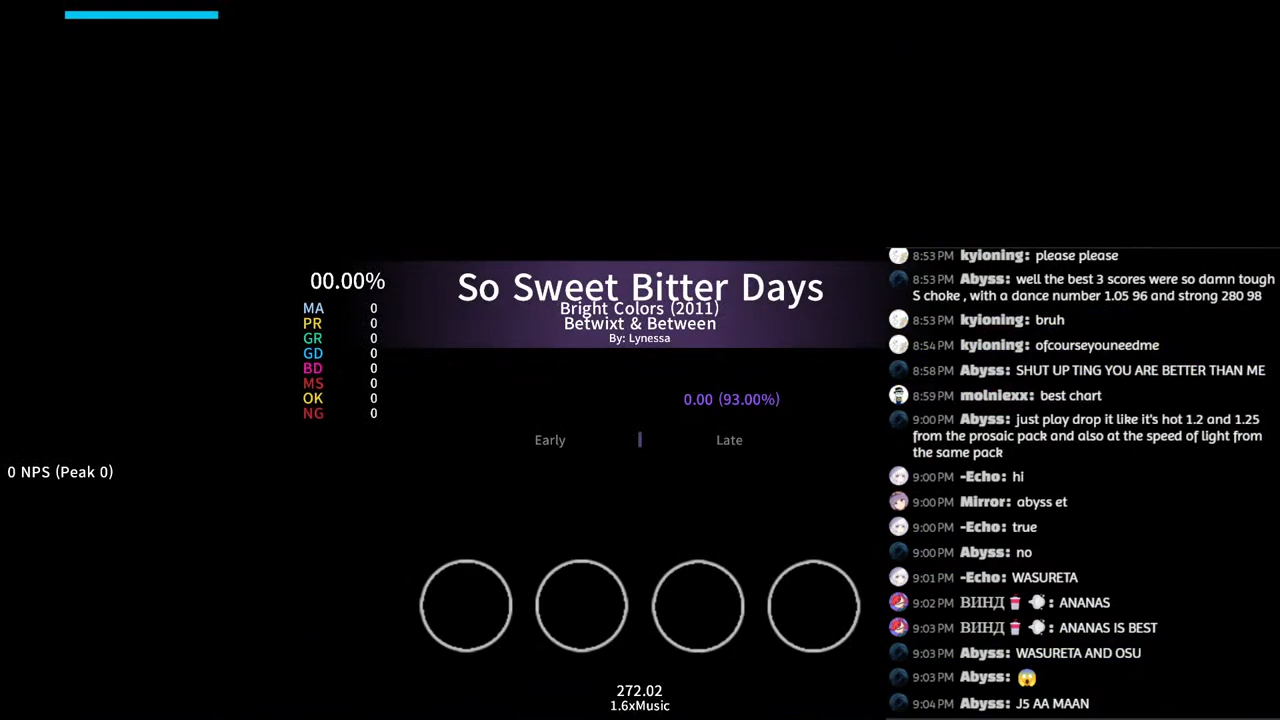 00.00%
MA 0
PR 0
GR 0
GD 0
BD 0
MS 0
OK 0
NG 0
So Sweet Bitter Days
Bright Colors (2011)
Betwixt & Between
By: Lynessa
0.00 (93.00%)
Early Late
0 NPS (Peak 0)
272.02
1.6xMusic
8:53 PM kyloning: please please
8:53 PM Abyss: well the best 3 scores were so damn tough
S choke , with a dance number 1.05 96 and strong 280 98
8:53 PM kyloning: bruh
8:54 PM kyloning: ofcourseyouneedme
8:58 PM Abyss: SHUT UP TING YOU ARE BETTER THAN ME
8:59 PM molniexx: best chart
9:00 PM Abyss: just play drop it like it's hot 1.2 and 1.25
from the prosaic pack and also at the speed of light from
the same pack
9:00 PM -Echo: hi
9:00 PM Mirror: abyss et
9:00 PM -Echo: true
9:00 PM Abyss: no
9:01 PM -Echo: WASURETA
9:02 PM ВИНД🥤 💨 : ANANAS
9:03 PM ВИНД🥤 💨 : ANANAS IS BEST
9:03 PM Abyss: WASURETA AND OSU
9:03 PM Abyss: 😱
9:04 PM Abyss: J5 AA MAAN